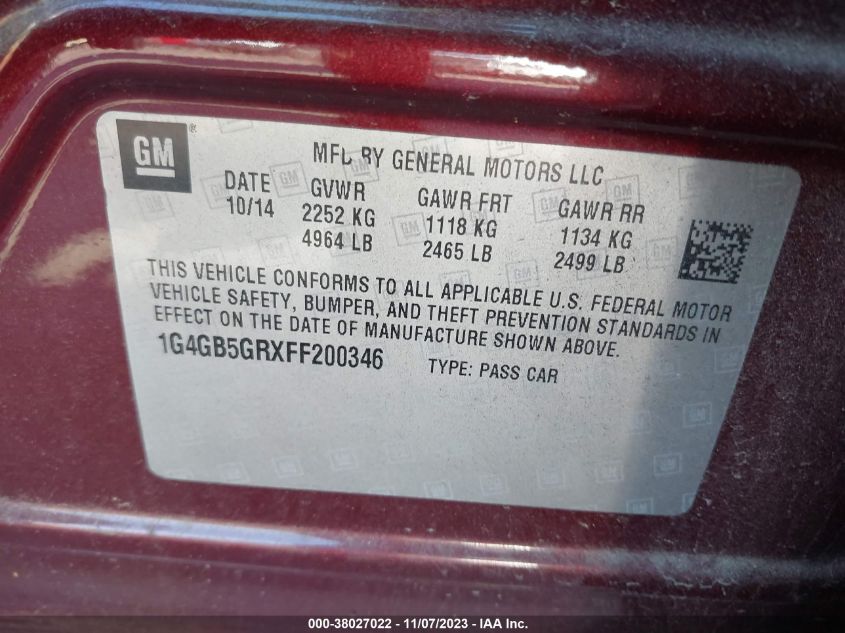 GM ®
MFD BY GENERAL MOTORS LLC
DATE GVWR GAWR FRT GAWR RR
10/14 2252 KG 1118 KG 1134 KG
4964 LB 2465 LB 2499 LB
THIS VEHICLE CONFORMS TO ALL APPLICABLE U.S. FEDERAL MOTOR
VEHICLE SAFETY, BUMPER, AND THEFT PREVENTION STANDARDS IN
EFFECT ON THE DATE OF MANUFACTURE SHOWN ABOVE.
1G4GB5GRXFF200346 TYPE: PASS CAR
000-38027022 - 11/07/2023 - IAA Inc.